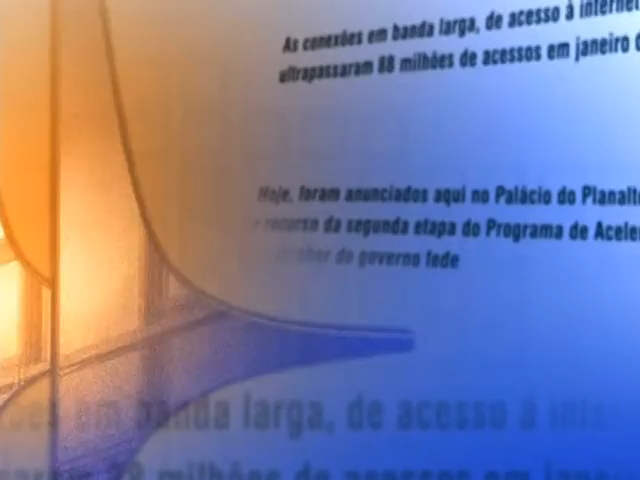 As conexões em banda larga, de acesso à internet
ultrapassaram 88 milhões de acessos em janeiro d
Hoje, foram anunciados aqui no Palácio do Planalto
recurso da segunda etapa do Programa de Aceler
do governo fede
em banda larga, de acesso à
milhões de acessos em